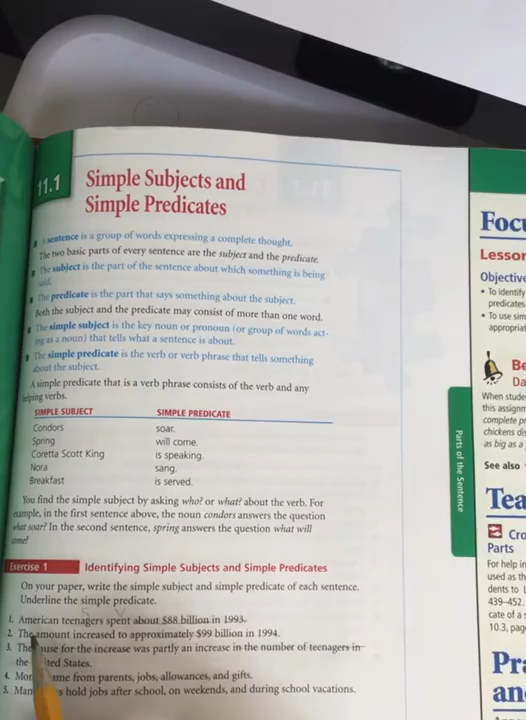 11.1
Simple Subjects and
Simple Predicates
A sentence is a group of words expressing a complete thought.
The two basic parts of every sentence are the subject and the predicate.
The subject is the part of the sentence about which something is being
said.
The predicate is the part that says something about the subject.
Both the subject and the predicate may consist of more than one word.
The simple subject is the key noun or pronoun (or group of words act-
ing as a noun) that tells what a sentence is about.
The simple predicate is the verb or verb phrase that tells something
about the subject.
A simple predicate that is a verb phrase consists of the verb and any
helping verbs.
SIMPLE SUBJECT SIMPLE PREDICATE
Condors soar.
Spring will come.
Coretta Scott King is speaking.
Nora sang.
Breakfast is served.
You find the simple subject by asking who? or what? about the verb. For
example, in the first sentence above, the noun condors answers the question
what soar? In the second sentence, spring answers the question what will
come?
Exercise 1 Identifying Simple Subjects and Simple Predicates
On your paper, write the simple subject and simple predicate of each sentence.
Underline the simple predicate.
1. American teenagers spent about $88 billion in 1993.
2. The amount increased to approximately $99 billion in 1994.
3. The use for the increase was partly an increase in the number of teenagers in
the United States.
4. from parents, jobs, allowances, and gifts.
5. hold jobs after school, on weekends, and during school vacations.
Parts of the Sentence
Focu
Lesson
Objective
• To identify
predicates
• To use sim
appropriat
Be
Da
When stude
this assignm
complete pr
chickens dis
as big as a
See also
Tea
Cro
Parts
For help in
used as th
dents to L
439–452.
cate of a s
10.3, pag
Pra
an